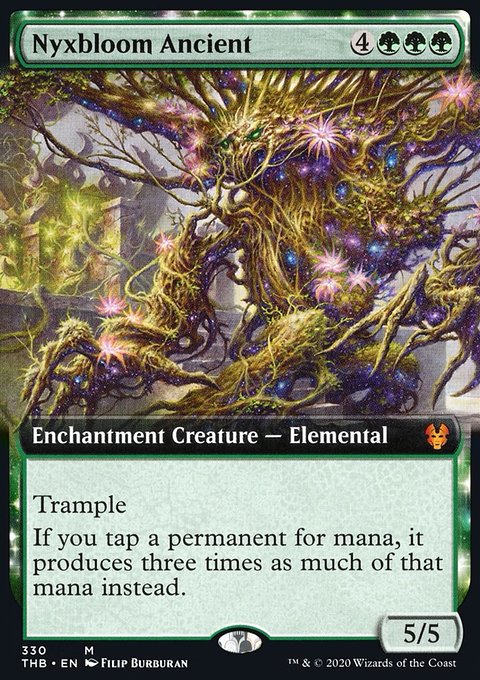 Nyxbloom Ancient 4
Enchantment Creature — Elemental
Trample
If you tap a permanent for mana, it
produces three times as much of that
mana instead.
5/5
330 M
THB • EN Filip Burburan
™ & © 2020 Wizards of the Coast